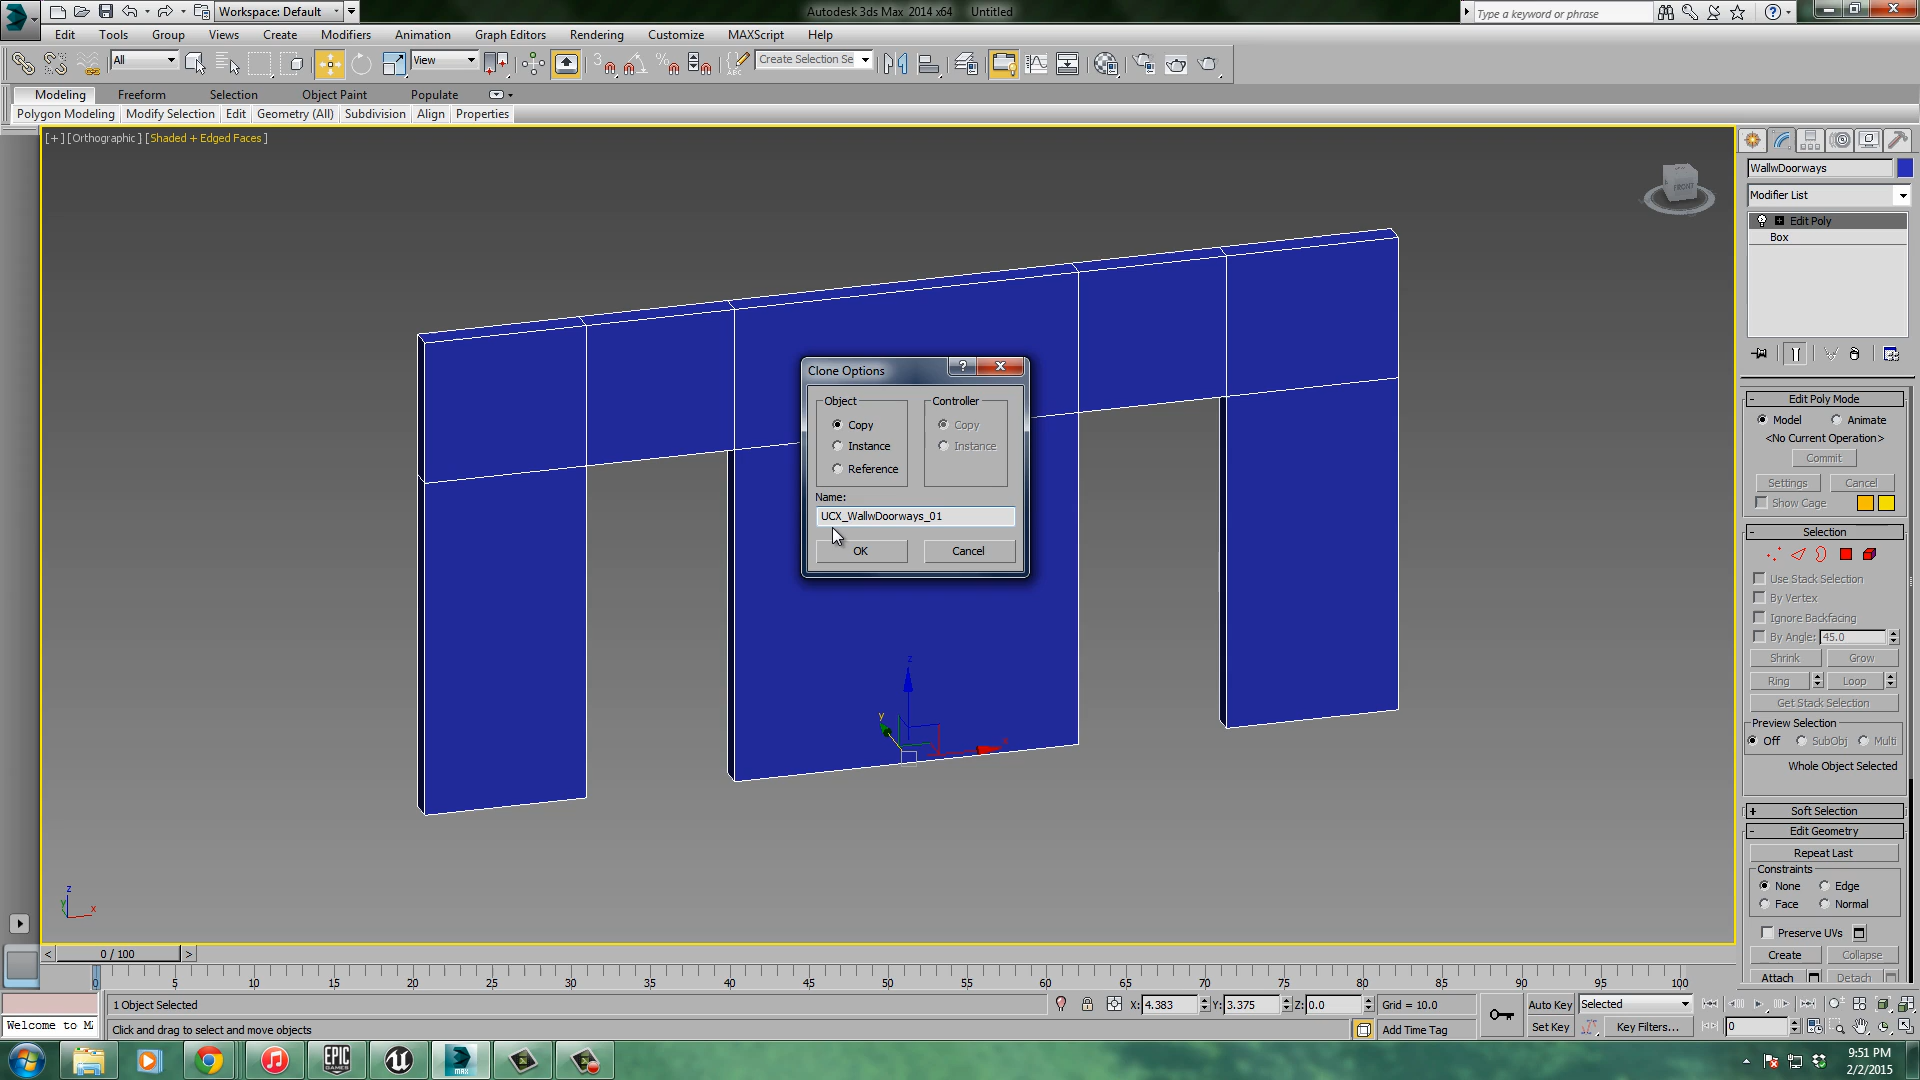 Workspace: Default
Autodesk 3ds Max 2014 x64 Untitled
Type a keyword or phrase
Edit Tools Group Views Create Modifiers Animation Graph Editors Rendering Customize MAXScript Help
All
View
3
Create Selection Se
Modeling Freeform Selection Object Paint Populate
Polygon Modeling Modify Selection Edit Geometry (All) Subdivision Align Properties
[+] [Orthographic] [Shaded + Edged Faces]
FRONT
WallwDoorways
Modifier List
Edit Poly
Box
Clone Options
Object
Copy
Instance
Reference
Controller
Copy
Instance
Name:
UCX_WallwDoorways_01
OK Cancel
z
y
x
z
y
x
- Edit Poly Mode
Model Animate
<No Current Operation>
Commit
Settings Cancel
Show Cage
- Selection
Use Stack Selection
By Vertex
Ignore Backfacing
By Angle: 45.0
Shrink Grow
Ring Loop
Get Stack Selection
Preview Selection
Off SubObj Multi
Whole Object Selected
+ Soft Selection
- Edit Geometry
Repeat Last
Constraints
None Edge
Face Normal
Preserve UVs
Create Collapse
Attach Detach
< 0 / 100 >
0 5 10 15 20 25 30 35 40 45 50 55 60 65 70 75 80 85 90 95 100
1 Object Selected
X: 4.383 Y: 3.375 Z: 0.0 Grid = 10.0
Auto Key Selected
Welcome to M
Click and drag to select and move objects
Add Time Tag
Set Key Key Filters...
0
EPIC GAMES
MAX
9:51 PM
2/2/2015